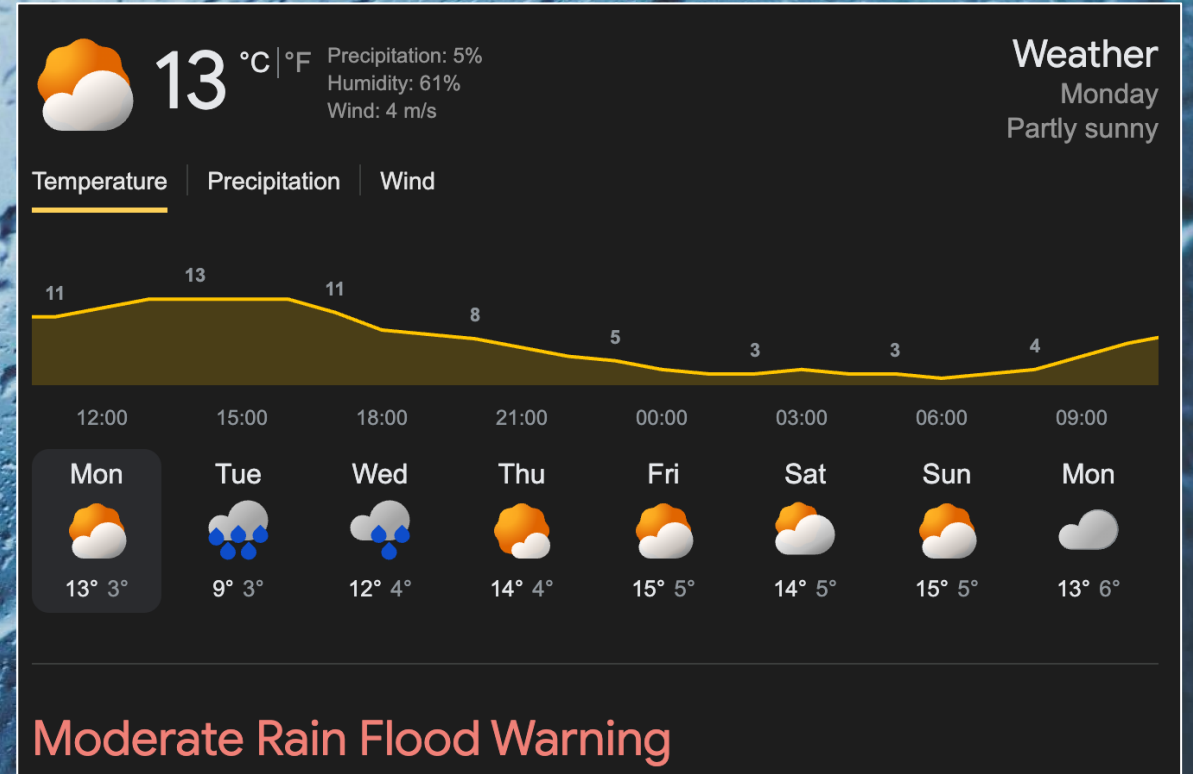 13 °C | °F
Precipitation: 5%
Humidity: 61%
Wind: 4 m/s
Weather
Monday
Partly sunny
Temperature | Precipitation | Wind
11 13 11 8 5 3 3 4
12:00 15:00 18:00 21:00 00:00 03:00 06:00 09:00
Mon Tue Wed Thu Fri Sat Sun Mon
13° 3° 9° 3° 12° 4° 14° 4° 15° 5° 14° 5° 15° 5° 13° 6°
Moderate Rain Flood Warning